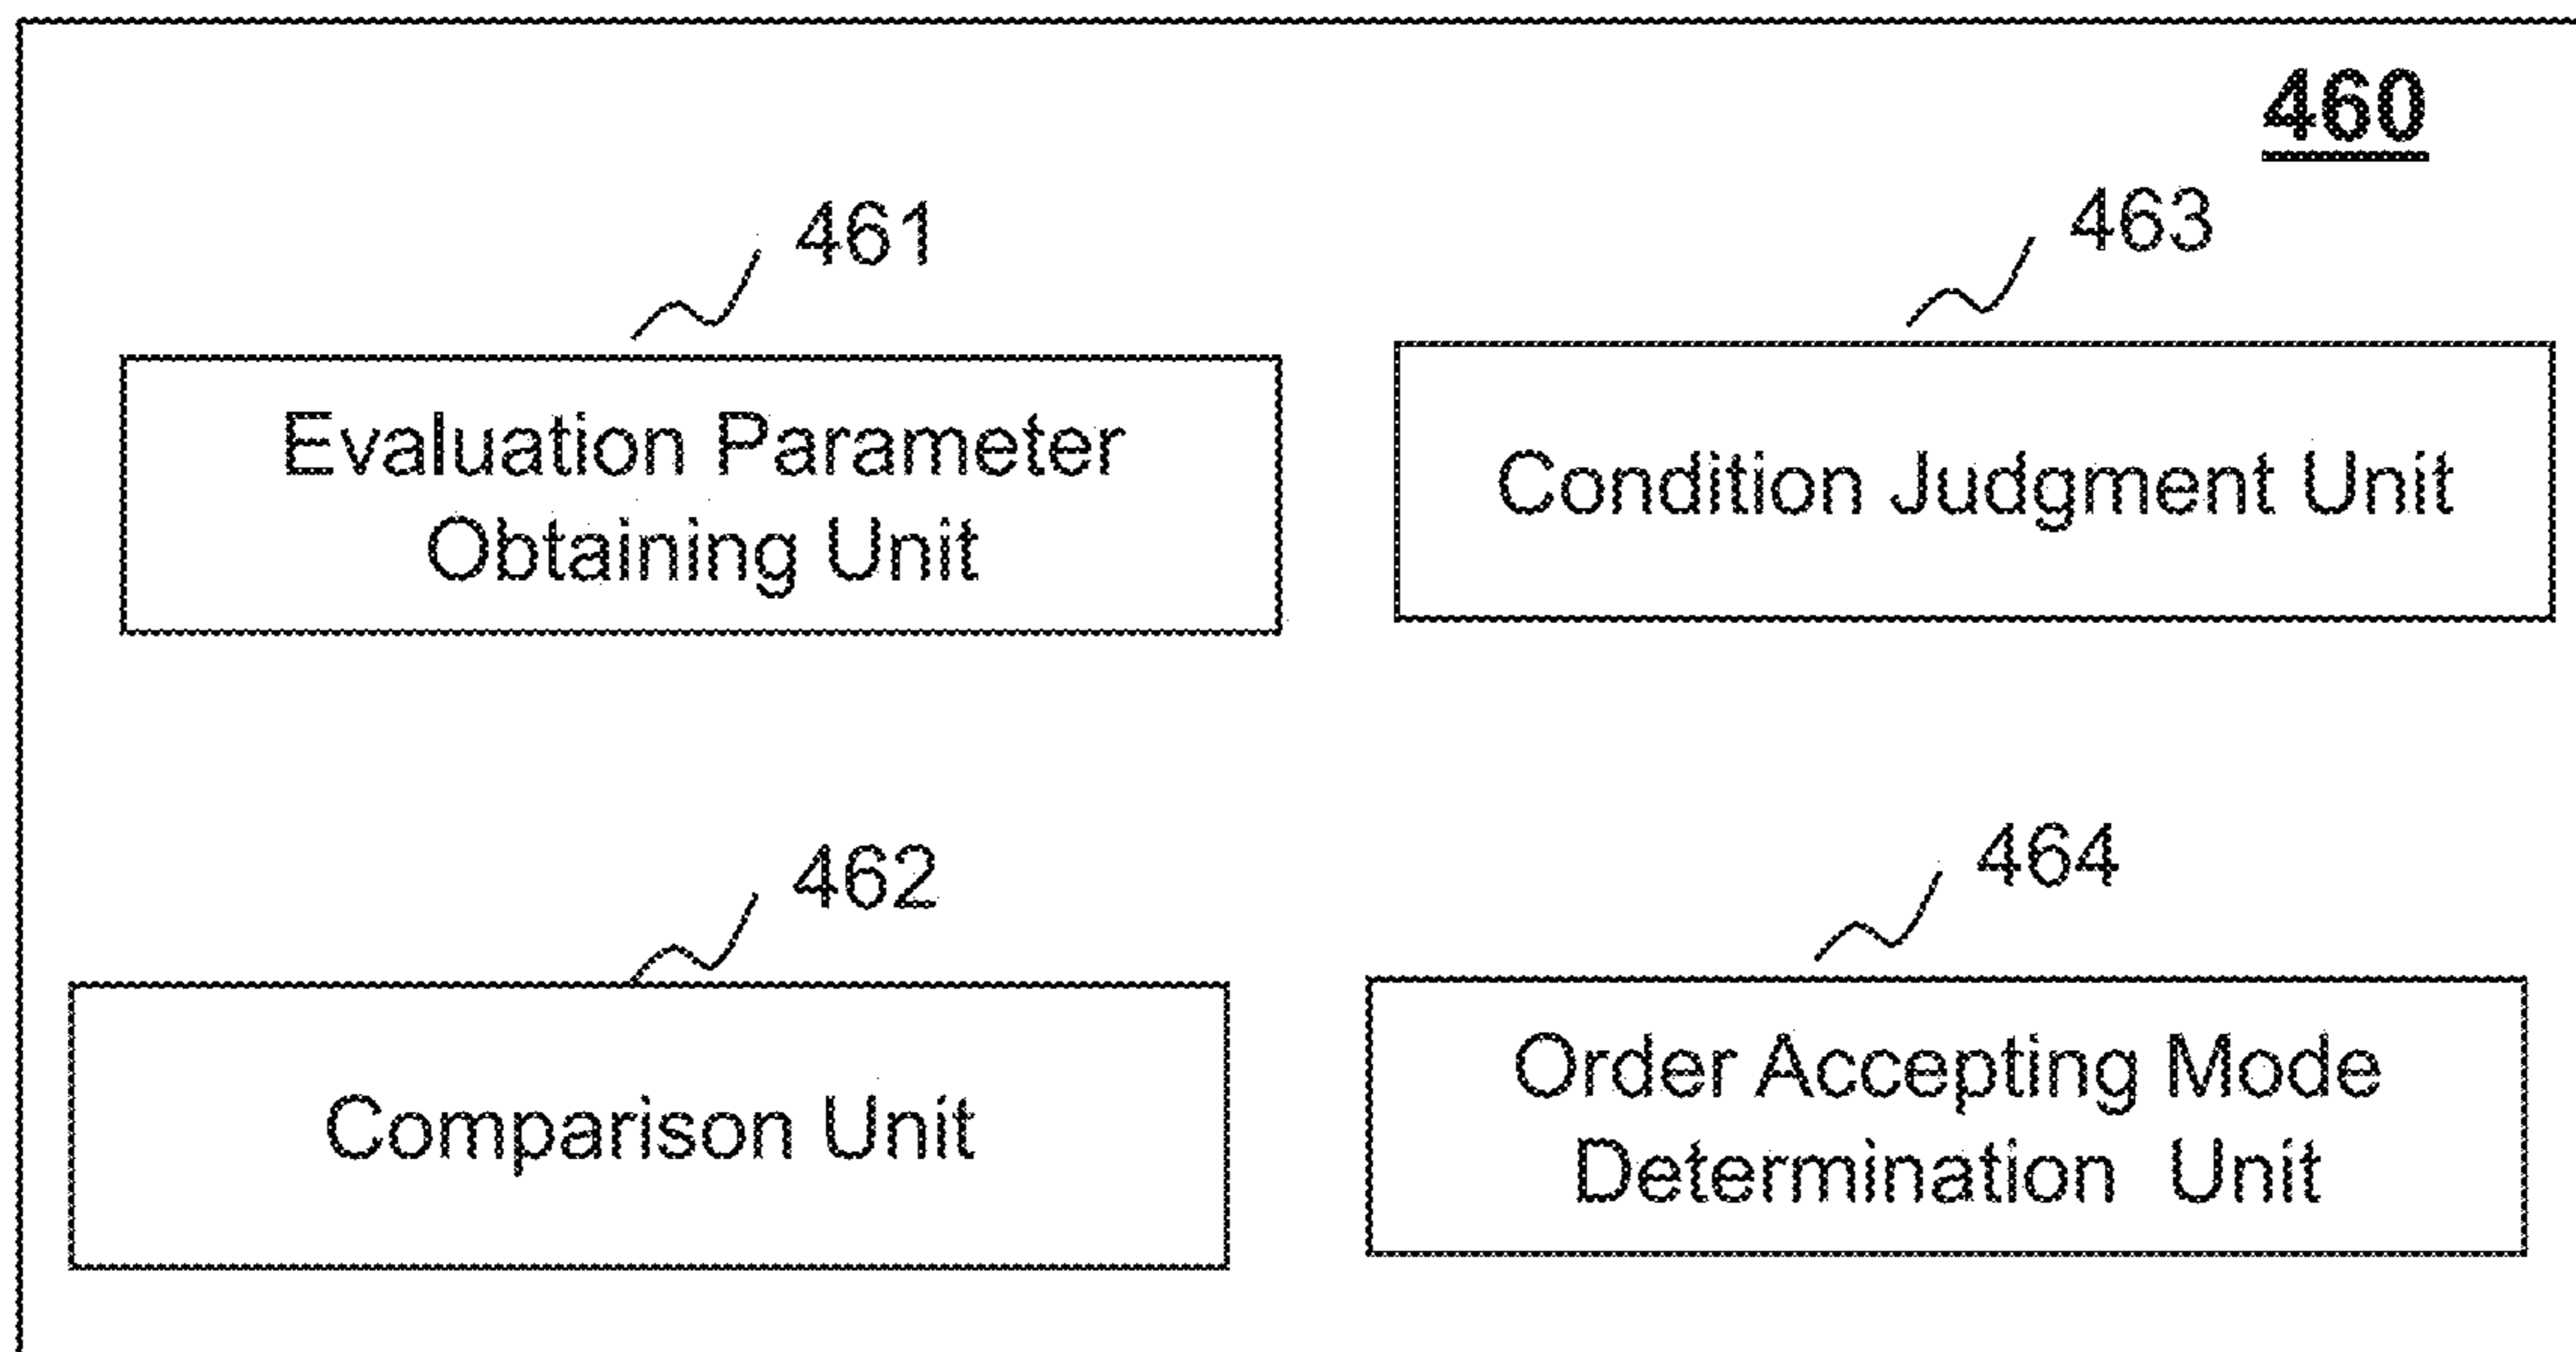 460
461
463
Evaluation Parameter
Obtaining Unit
Condition Judgment Unit
462
464
Comparison Unit
Order Accepting Mode
Determination Unit